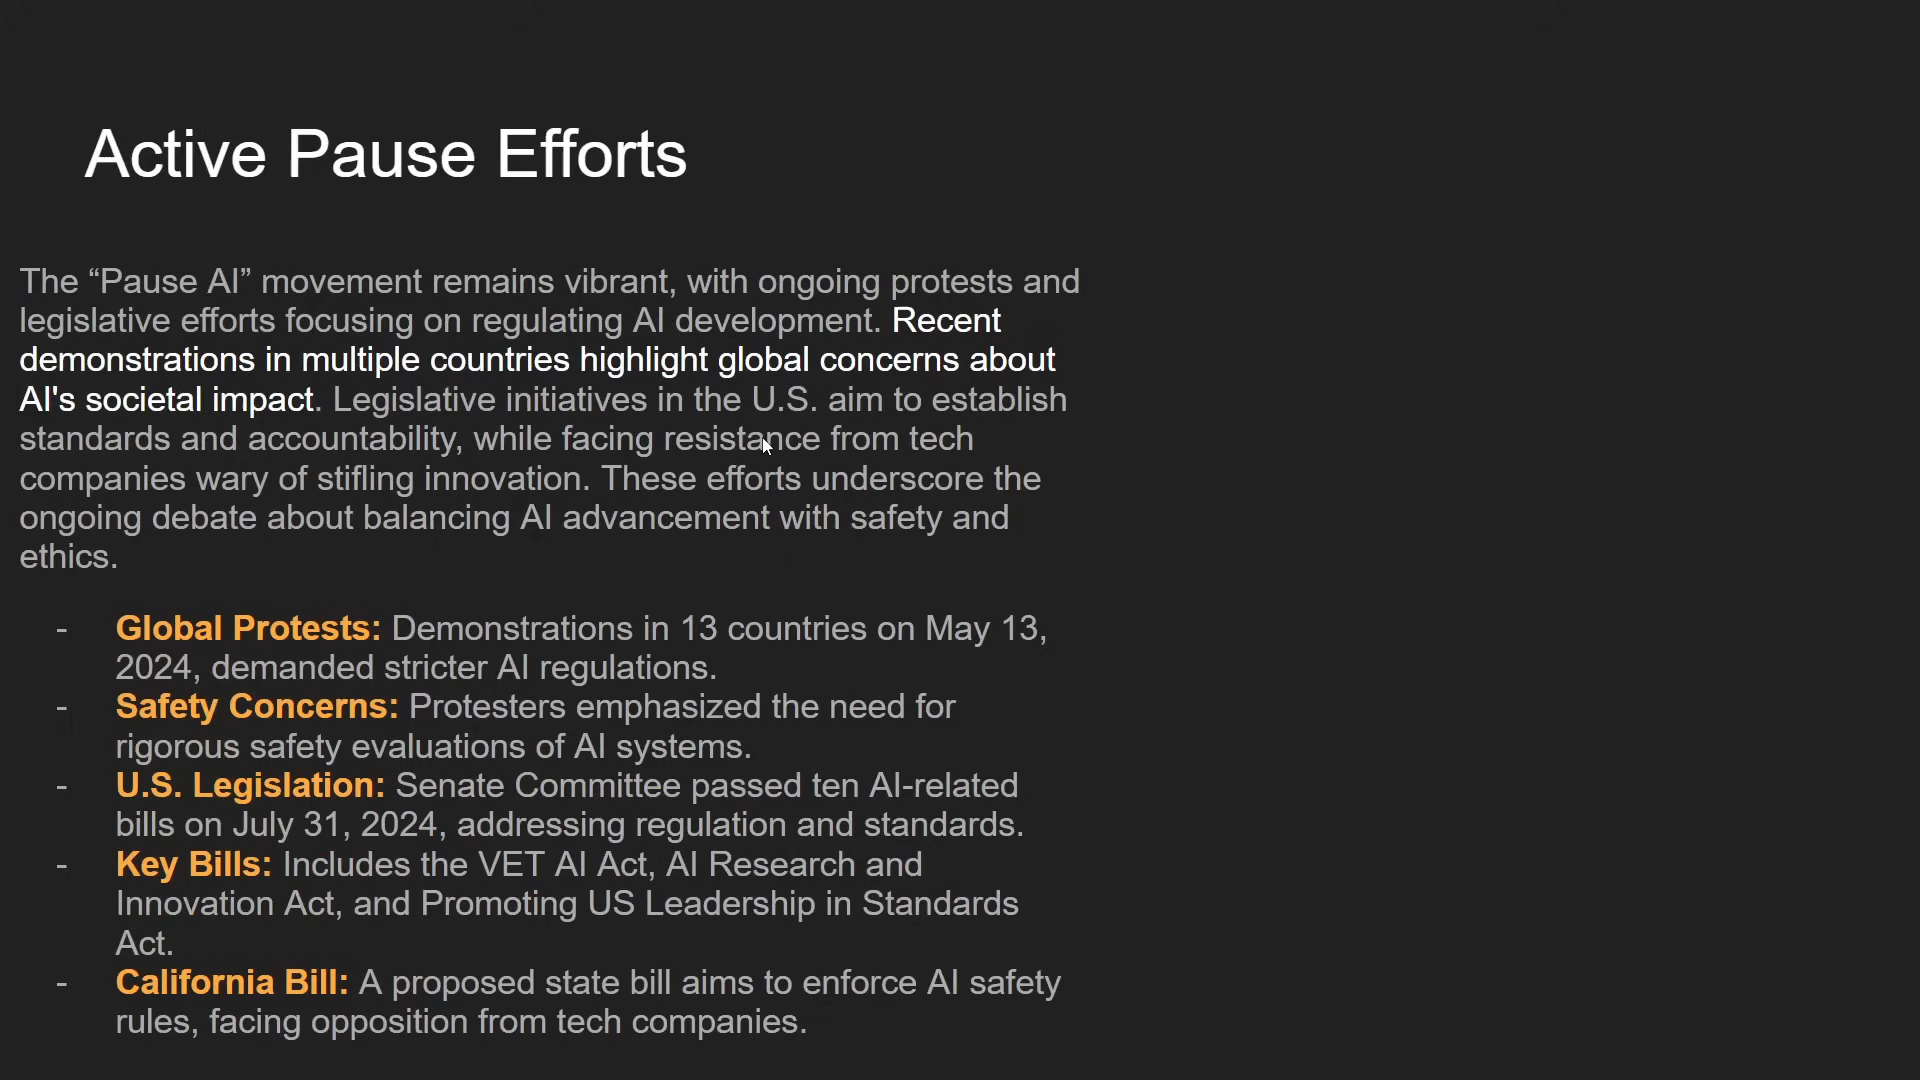 Active Pause Efforts
The “Pause AI” movement remains vibrant, with ongoing protests and
legislative efforts focusing on regulating AI development. Recent
demonstrations in multiple countries highlight global concerns about
AI's societal impact. Legislative initiatives in the U.S. aim to establish
standards and accountability, while facing resistance from tech
companies wary of stifling innovation. These efforts underscore the
ongoing debate about balancing AI advancement with safety and
ethics.
- Global Protests: Demonstrations in 13 countries on May 13,
2024, demanded stricter AI regulations.
- Safety Concerns: Protesters emphasized the need for
rigorous safety evaluations of AI systems.
- U.S. Legislation: Senate Committee passed ten AI-related
bills on July 31, 2024, addressing regulation and standards.
- Key Bills: Includes the VET AI Act, AI Research and
Innovation Act, and Promoting US Leadership in Standards
Act.
- California Bill: A proposed state bill aims to enforce AI safety
rules, facing opposition from tech companies.